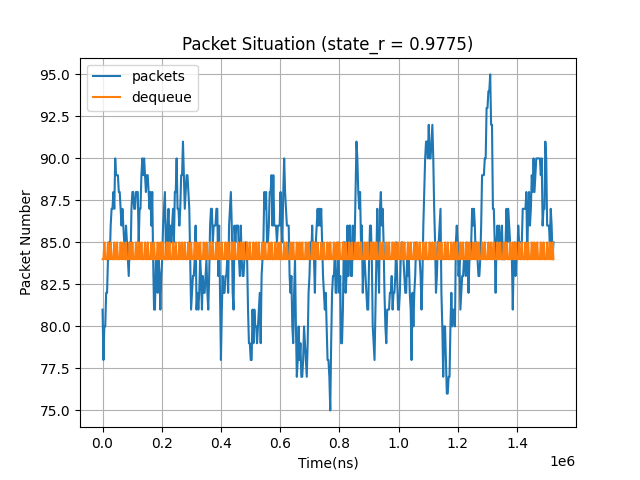 Packet Situation (state_r = 0.9775)
packets
dequeue
95.0
92.5
90.0
87.5
85.0
82.5
80.0
77.5
75.0
Packet Number
0.0 0.2 0.4 0.6 0.8 1.0 1.2 1.4
1e6
Time(ns)